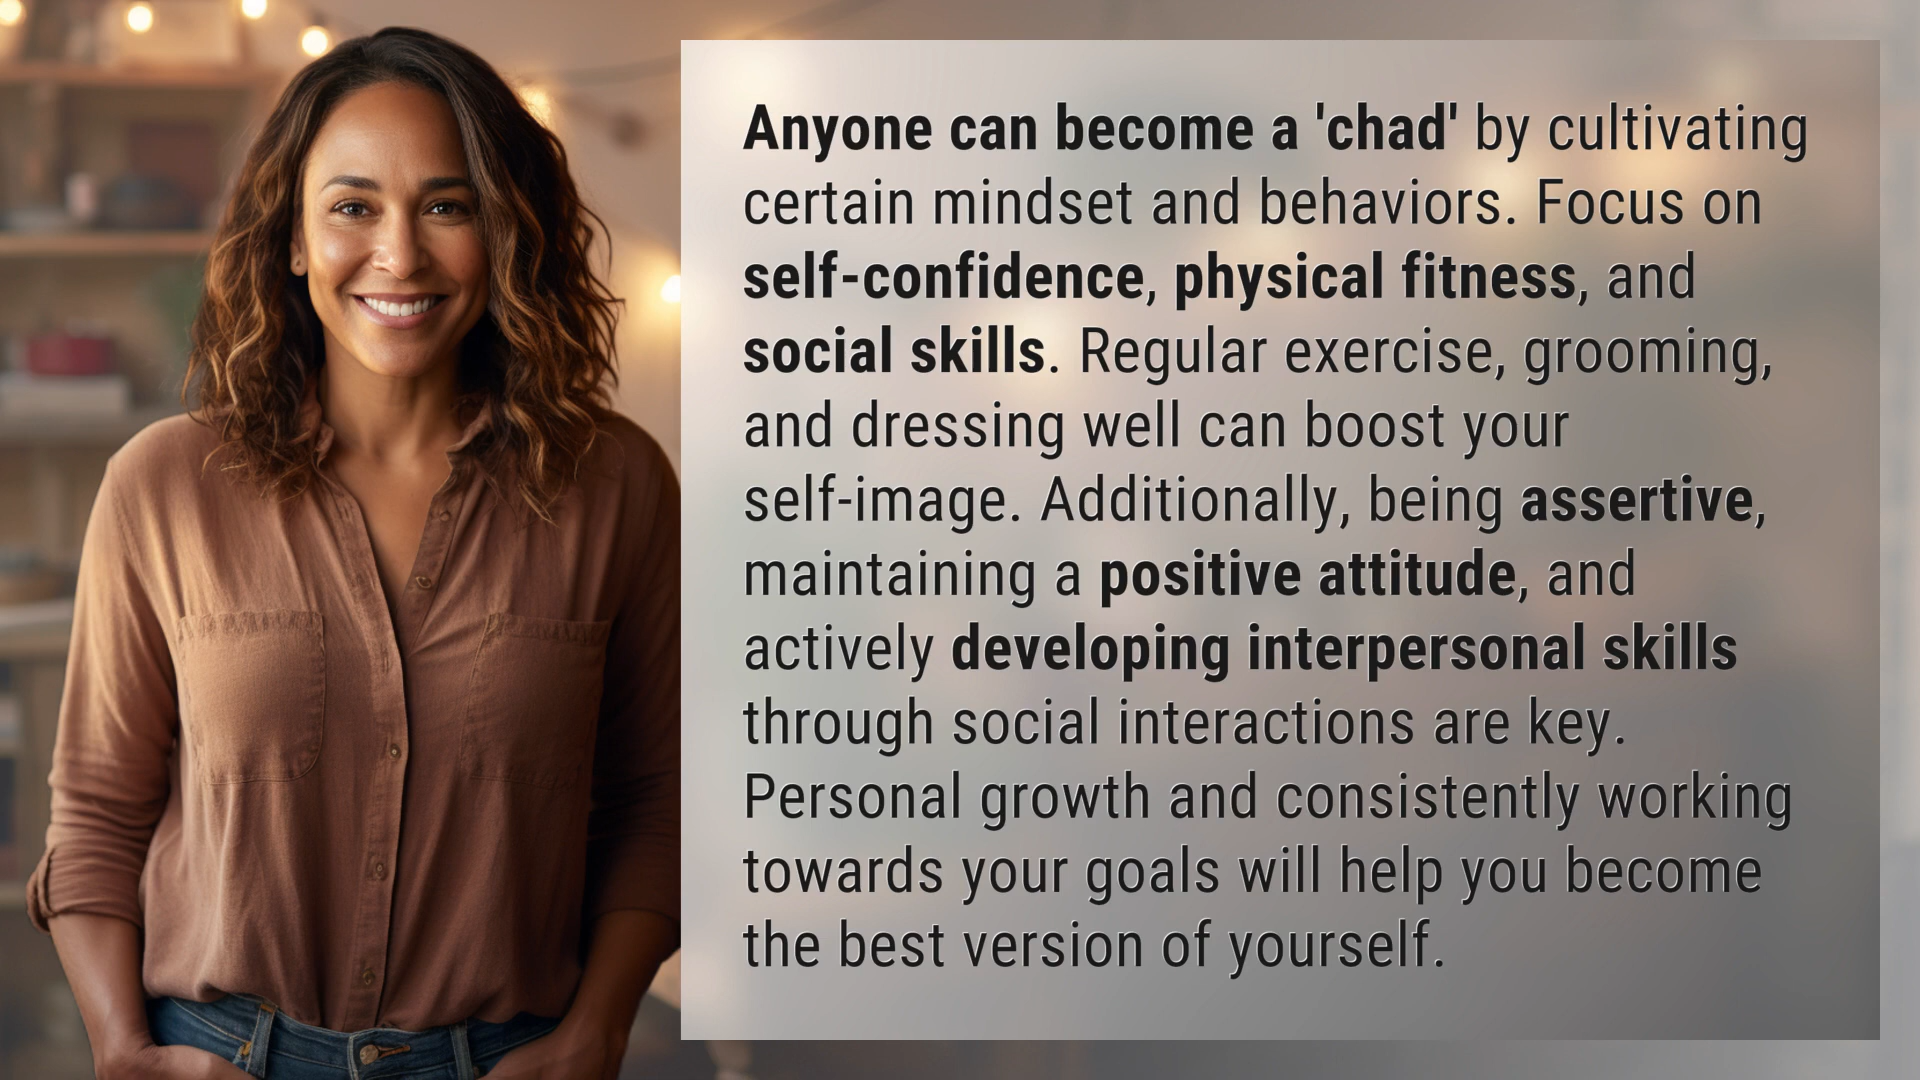 Anyone can become a 'chad' by cultivating
certain mindset and behaviors. Focus on
self-confidence, physical fitness, and
social skills. Regular exercise, grooming,
and dressing well can boost your
self-image. Additionally, being assertive,
maintaining a positive attitude, and
actively developing interpersonal skills
through social interactions are key.
Personal growth and consistently working
towards your goals will help you become
the best version of yourself.